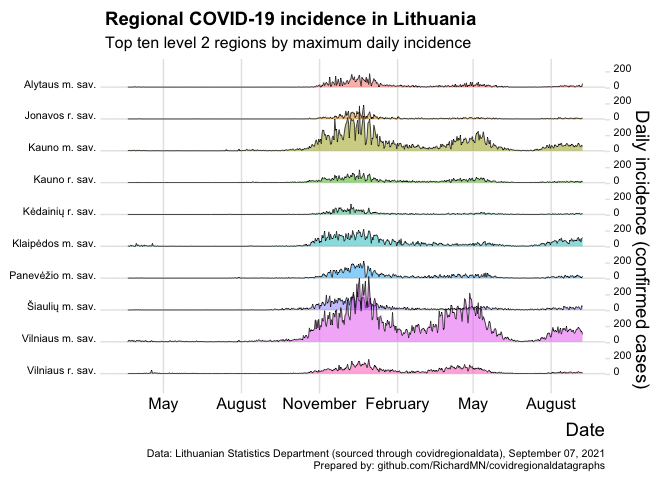 Regional COVID-19 incidence in Lithuania
Top ten level 2 regions by maximum daily incidence
Alytaus m. sav.
Jonavos r. sav.
Kauno m. sav.
Kauno r. sav.
Kėdainių r. sav.
Klaipėdos m. sav.
Panevėžio m. sav.
Šiaulių m. sav.
Vilniaus m. sav.
Vilniaus r. sav.
200
0
200
0
200
0
200
0
200
0
200
0
200
0
200
0
200
0
200
0
Daily incidence (confirmed cases)
May August November February May August
Date
Data: Lithuanian Statistics Department (sourced through covidregionaldata), September 07, 2021
Prepared by: github.com/RichardMN/covidregionaldatagraphs